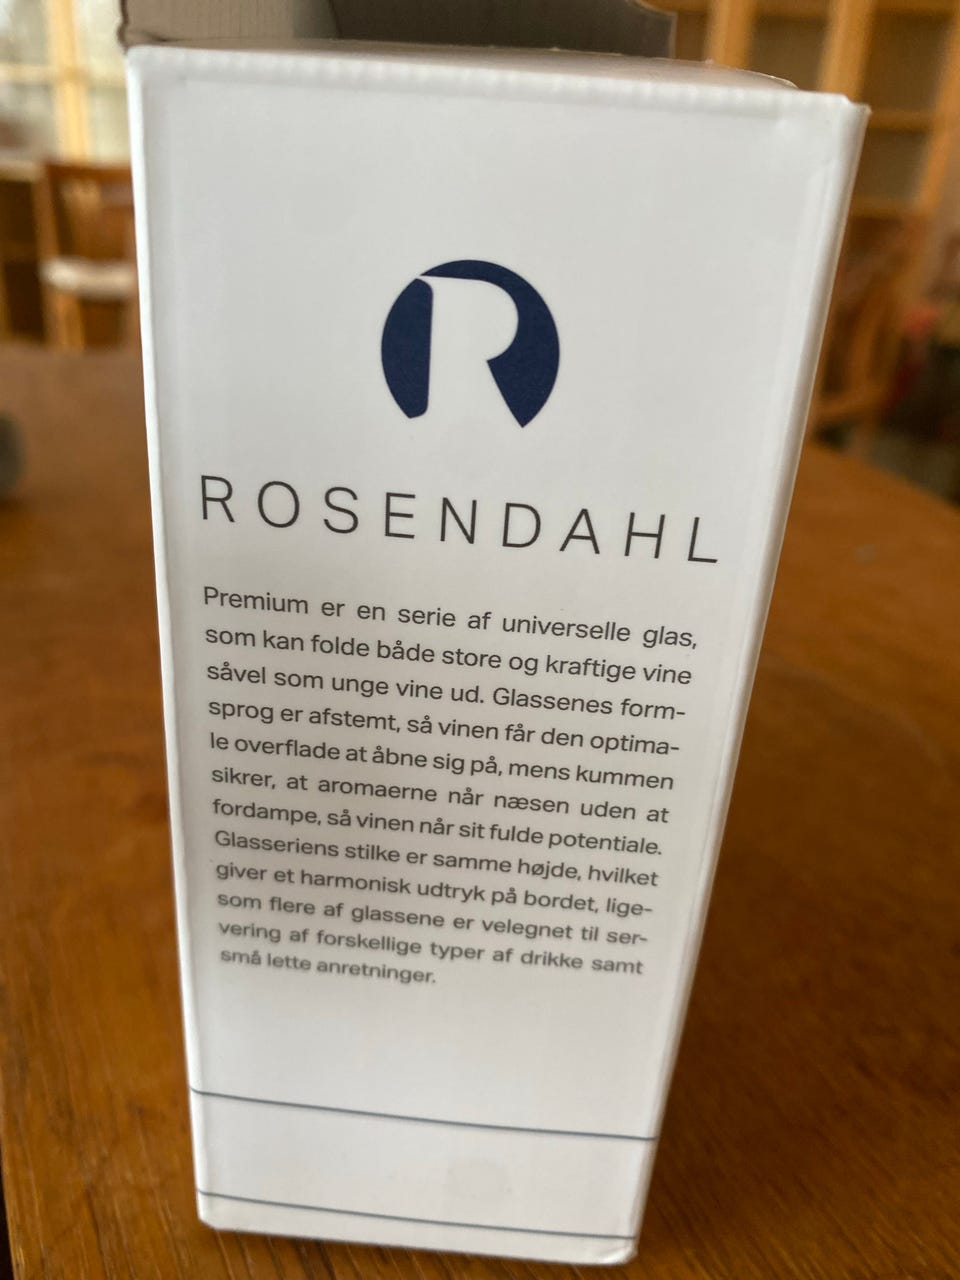 R
ROSENDAHL
Premium er en serie af universelle glas,
som kan folde både store og kraftige vine
såvel som unge vine ud. Glassenes form-
sprog er afstemt, så vinen får den optima-
le overflade at åbne sig på, mens kummen
sikrer, at aromaerne når næsen uden at
fordampe, så vinen når sit fulde potentiale.
Glasseriens stilke er samme højde, hvilket
giver et harmonisk udtryk på bordet, lige-
som flere af glassene er velegnet til ser-
vering af forskellige typer af drikke samt
små lette anretninger.